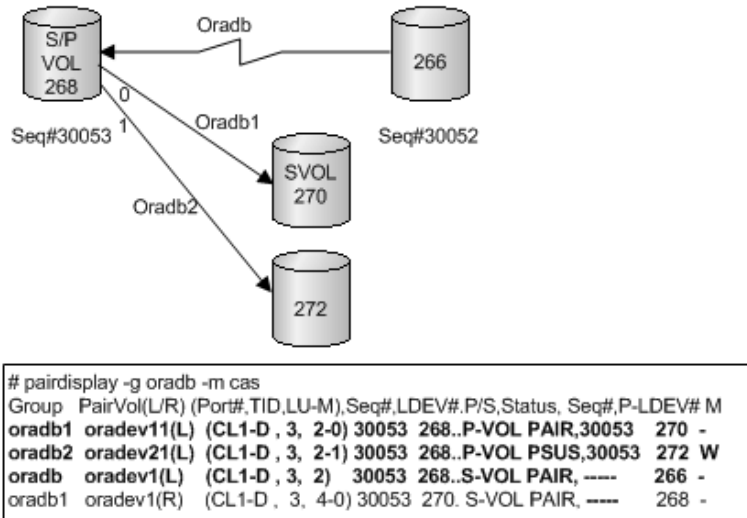 Oradb
S/P
VOL
268
266
0
1
Seq#30053
Oradb1
Seq#30052
SVOL
270
Oradb2
272
# pairdisplay -g oradb -m cas
Group PairVol(L/R) (Port#,TID,LU-M),Seq#,LDEV#.P/S,Status, Seq#,P-LDEV# M
oradb1 oradev11(L) (CL1-D , 3, 2-0) 30053 268..P-VOL PAIR,30053 270 -
oradb2 oradev21(L) (CL1-D , 3, 2-1) 30053 268..P-VOL PSUS,30053 272 W
oradb oradev1(L) (CL1-D , 3, 2) 30053 268..S-VOL PAIR, ----- 266 -
oradb1 oradev1(R) (CL1-D , 3, 4-0) 30053 270. S-VOL PAIR, ----- 268 -